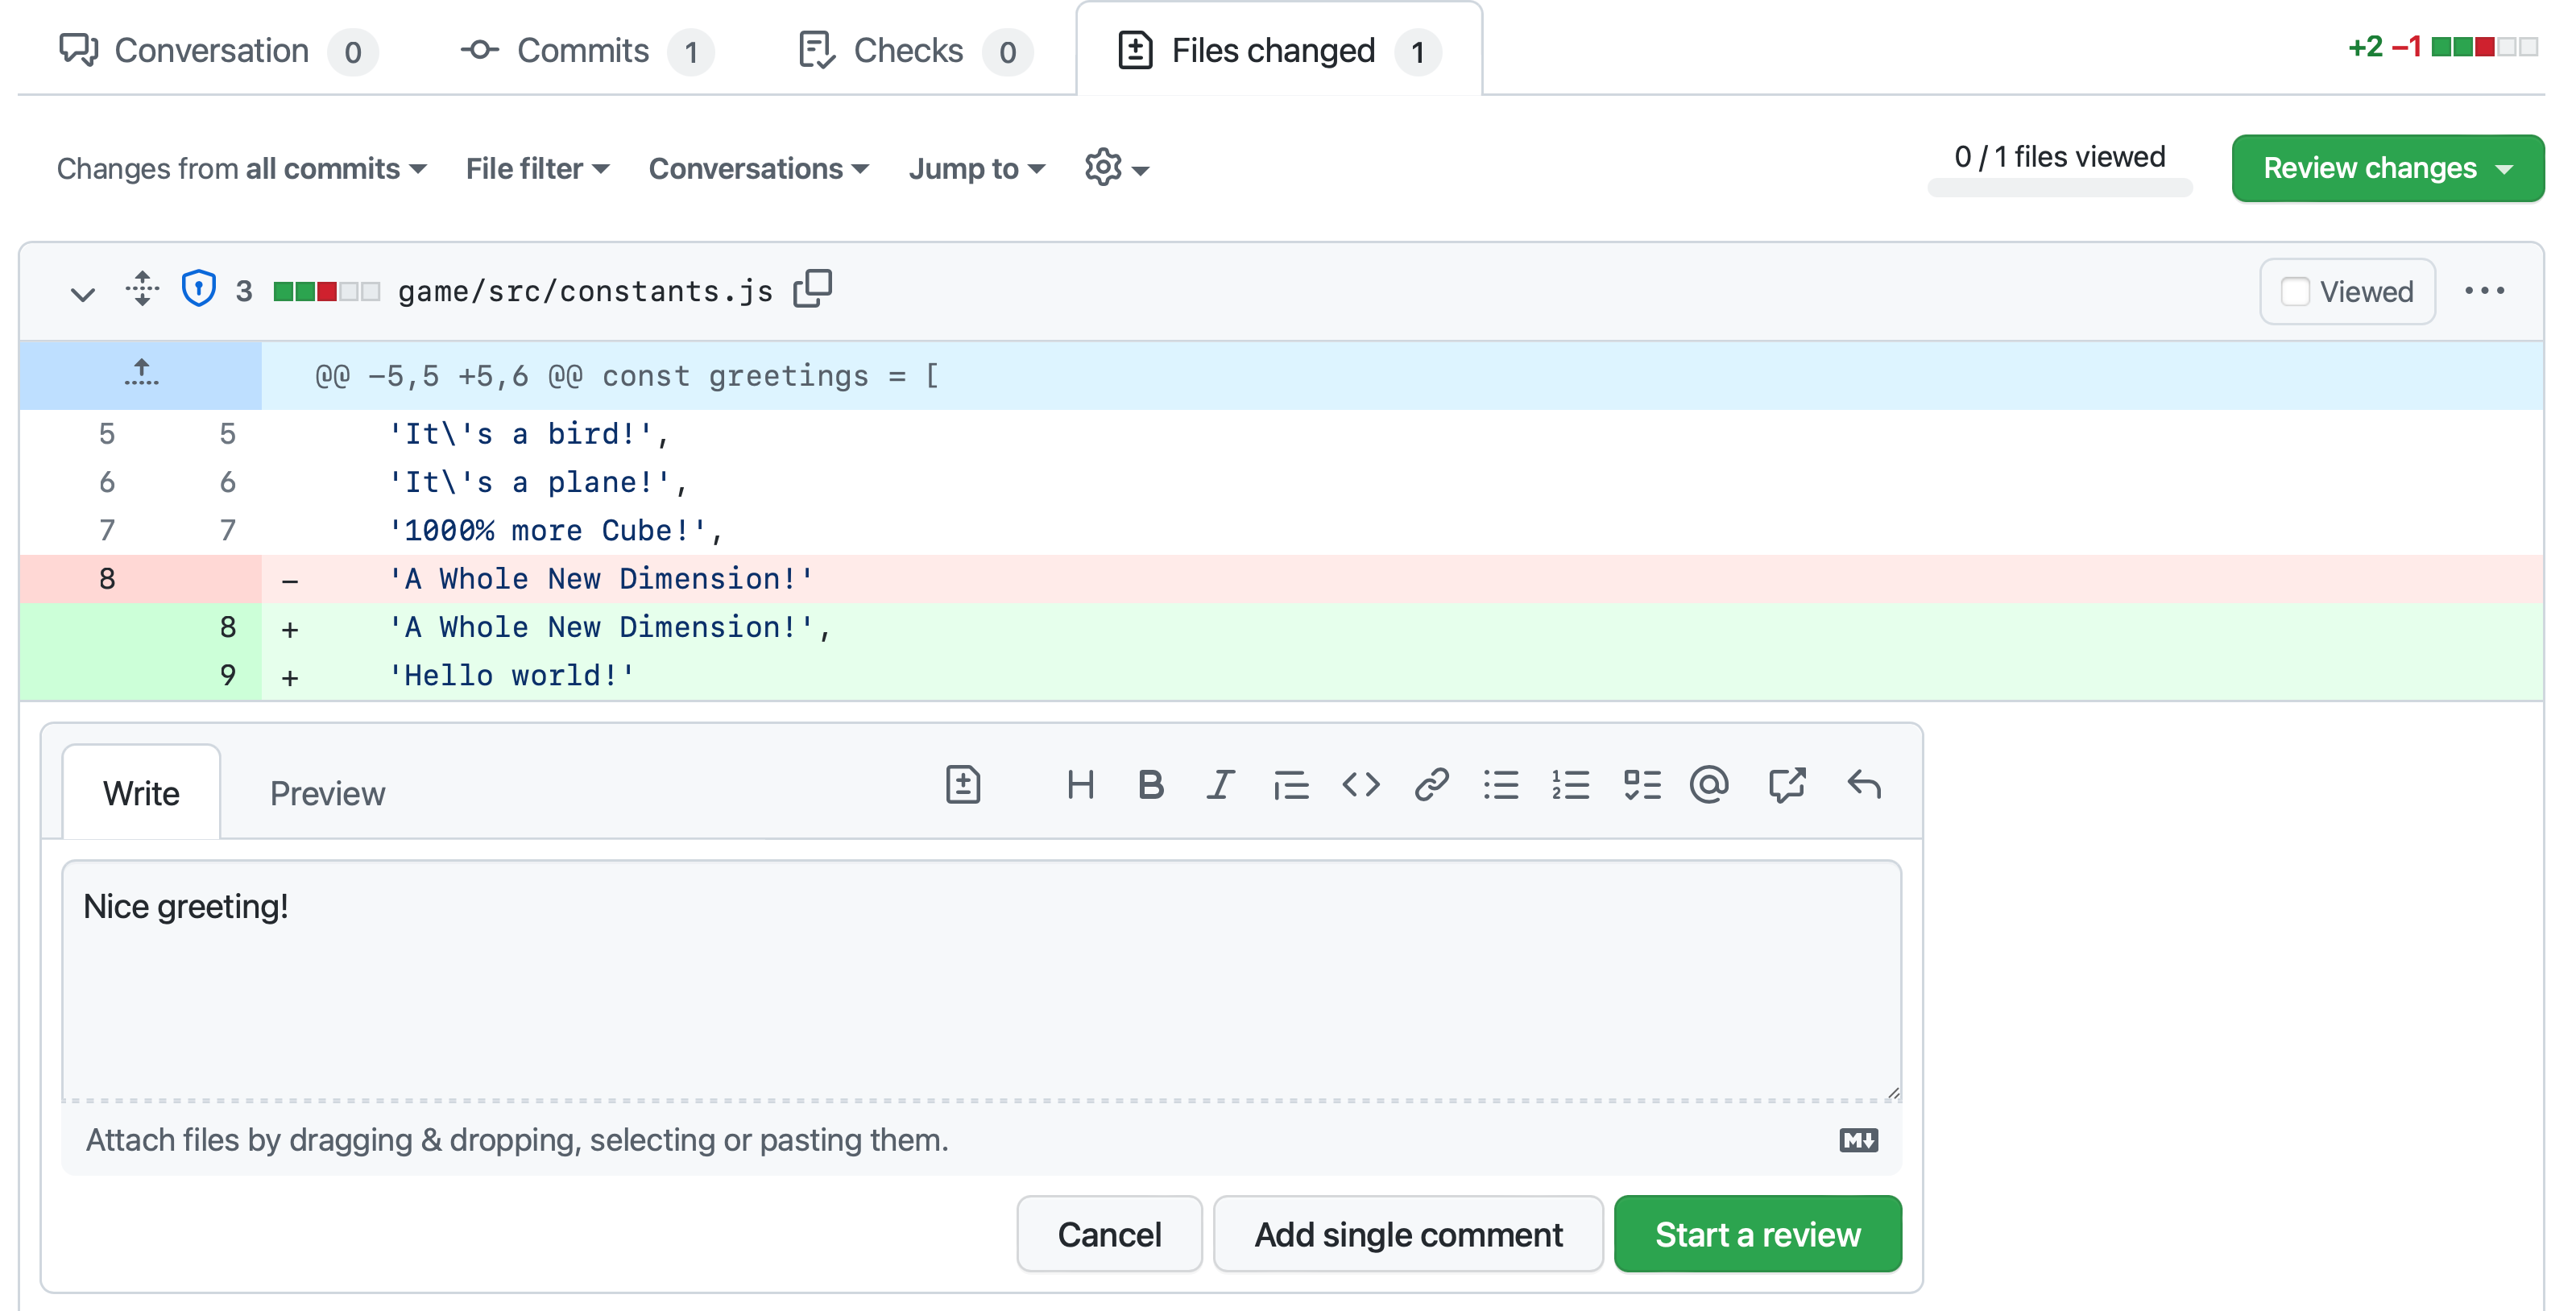 Conversation 0 Commits 1 Checks 0 Files changed 1 +2 −1
Changes from all commits File filter Conversations Jump to 0 / 1 files viewed Review changes
3 game/src/constants.js Viewed
@@ −5,5 +5,6 @@ const greetings = [
5 5 'It\'s a bird!',
6 6 'It\'s a plane!',
7 7 '1000% more Cube!',
8 − 'A Whole New Dimension!'
8 + 'A Whole New Dimension!',
9 + 'Hello world!'
Write Preview
Nice greeting!
Attach files by dragging & dropping, selecting or pasting them.
Cancel Add single comment Start a review